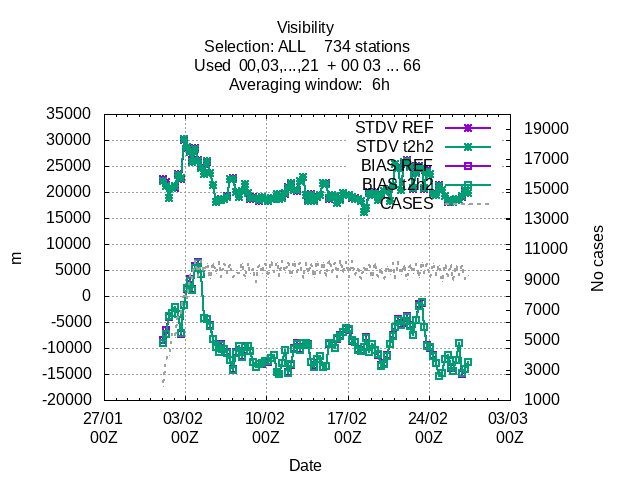 Visibility
Selection: ALL    734 stations
Used  00,03,...,21  + 00 03 ... 66
Averaging window:  6h
35000
30000
25000
20000
15000
10000
5000
0
-5000
-10000
-15000
-20000
m
STDV REF
STDV t2h2
BIAS REF
BIAS t2h2
CASES
19000
17000
15000
13000
11000
9000
7000
5000
3000
1000
No cases
27/01 03/02 10/02 17/02 24/02 03/03
00Z 00Z 00Z 00Z 00Z 00Z
Date